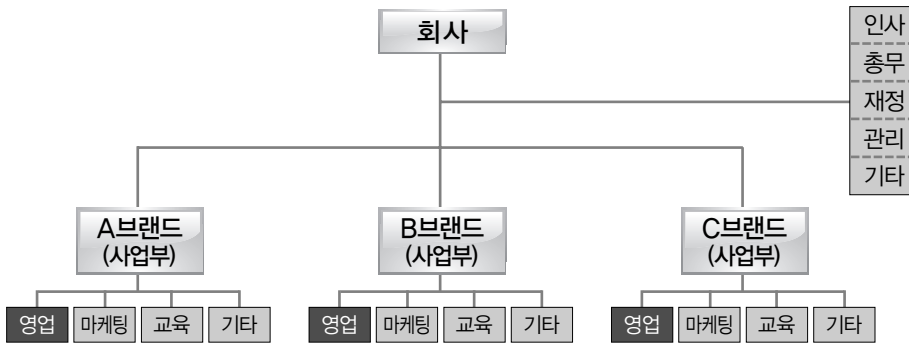 회사
인사
총무
재정
관리
기타
A브랜드
(사업부)
B브랜드
(사업부)
C브랜드
(사업부)
영업 마케팅 교육 기타
영업 마케팅 교육 기타
영업 마케팅 교육 기타